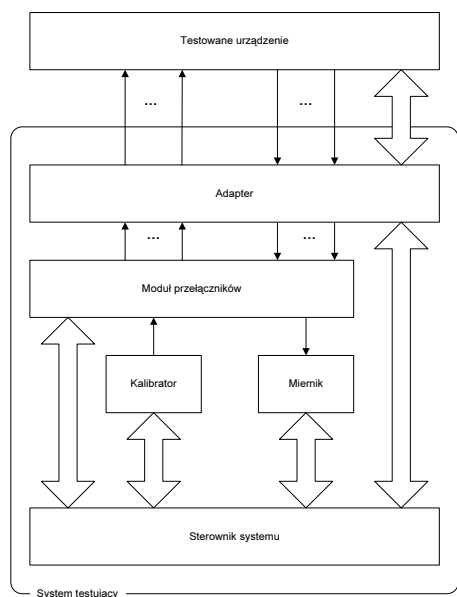 Testowane urządzenie
... ...
Adapter
... ...
Moduł przełączników
Kalibrator Miernik
Sterownik systemu
System testujący